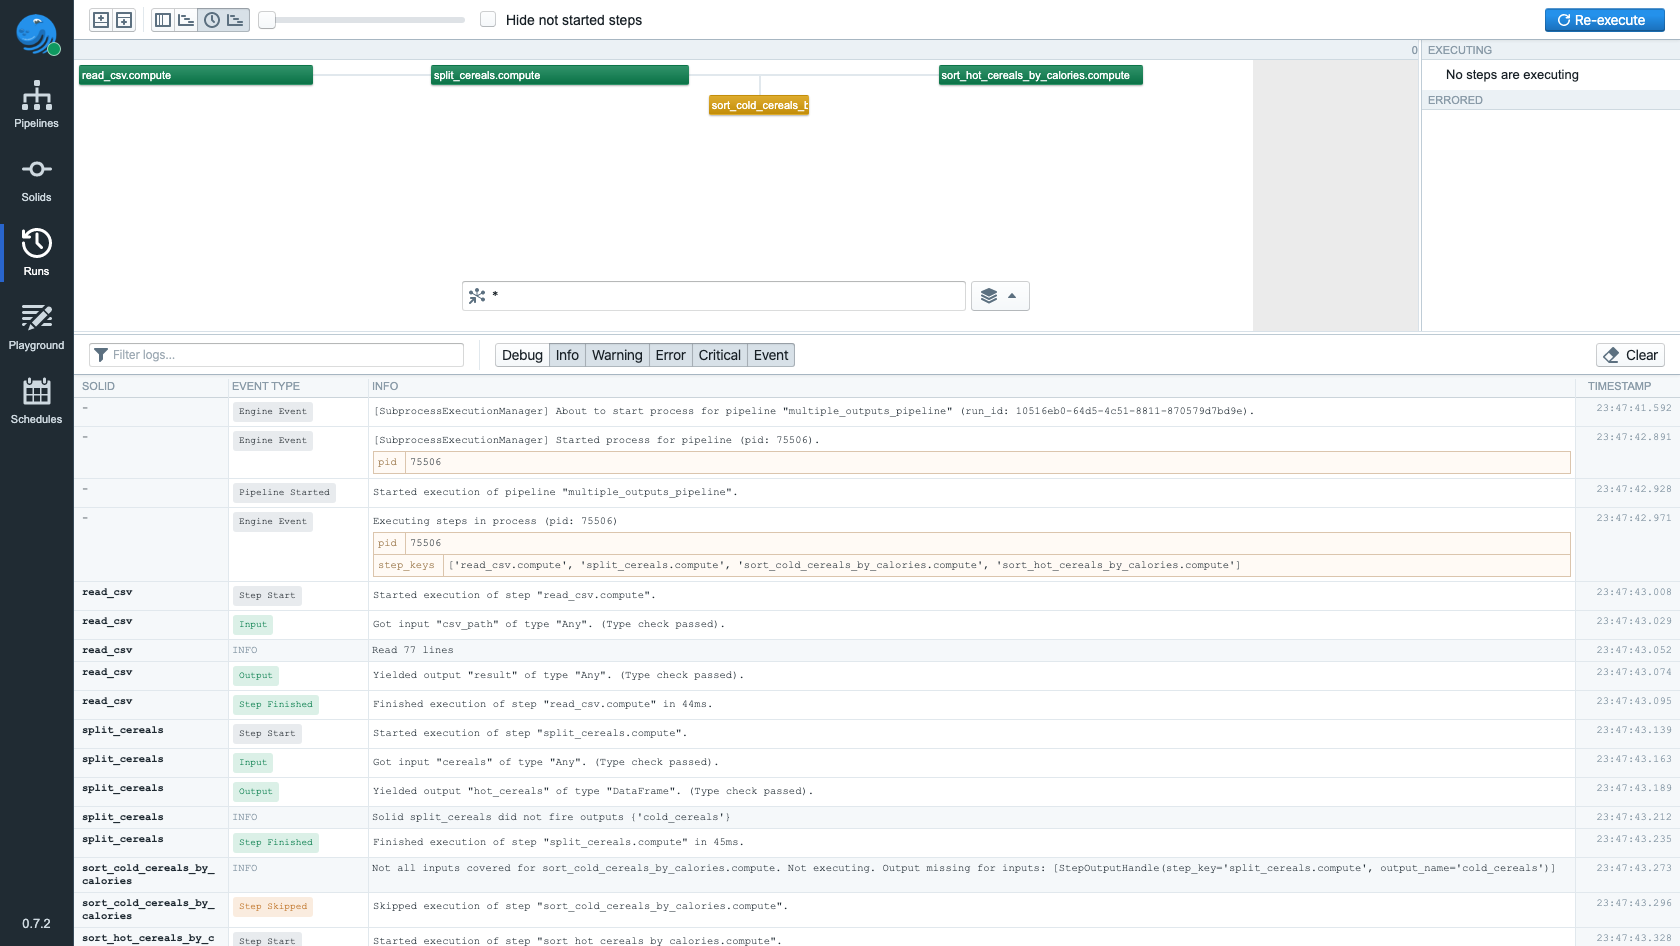 Hide not started steps
Re-execute
0
EXECUTING
read_csv.compute
split_cereals.compute
sort_hot_cereals_by_calories.compute
No steps are executing
sort_cold_cereals_b
ERRORED
Pipelines
Solids
Runs
Playground
Schedules
0.7.2
*
Filter logs...
Debug Info Warning Error Critical Event
Clear
SOLID EVENT TYPE INFO TIMESTAMP
– Engine Event [SubprocessExecutionManager] About to start process for pipeline "multiple_outputs_pipeline" (run_id: 10516eb0-64d5-4c51-8811-870579d7bd9e). 23:47:41.592
– Engine Event [SubprocessExecutionManager] Started process for pipeline (pid: 75506). 23:47:42.891
pid 75506
– Pipeline Started Started execution of pipeline "multiple_outputs_pipeline". 23:47:42.928
– Engine Event Executing steps in process (pid: 75506) 23:47:42.971
pid 75506
step_keys ['read_csv.compute', 'split_cereals.compute', 'sort_cold_cereals_by_calories.compute', 'sort_hot_cereals_by_calories.compute']
read_csv Step Start Started execution of step "read_csv.compute". 23:47:43.008
read_csv Input Got input "csv_path" of type "Any". (Type check passed). 23:47:43.029
read_csv INFO Read 77 lines 23:47:43.052
read_csv Output Yielded output "result" of type "Any". (Type check passed). 23:47:43.074
read_csv Step Finished Finished execution of step "read_csv.compute" in 44ms. 23:47:43.095
split_cereals Step Start Started execution of step "split_cereals.compute". 23:47:43.139
split_cereals Input Got input "cereals" of type "Any". (Type check passed). 23:47:43.163
split_cereals Output Yielded output "hot_cereals" of type "DataFrame". (Type check passed). 23:47:43.189
split_cereals INFO Solid split_cereals did not fire outputs {'cold_cereals'} 23:47:43.212
split_cereals Step Finished Finished execution of step "split_cereals.compute" in 45ms. 23:47:43.235
sort_cold_cereals_by_ INFO Not all inputs covered for sort_cold_cereals_by_calories.compute. Not executing. Output missing for inputs: [StepOutputHandle(step_key='split_cereals.compute', output_name='cold_cereals')] 23:47:43.273
calories
sort_cold_cereals_by_ Step Skipped Skipped execution of step "sort_cold_cereals_by_calories.compute". 23:47:43.296
calories
sort_hot_cereals_by_c Step Start Started execution of step "sort_hot_cereals_by_calories.compute". 23:47:43.328